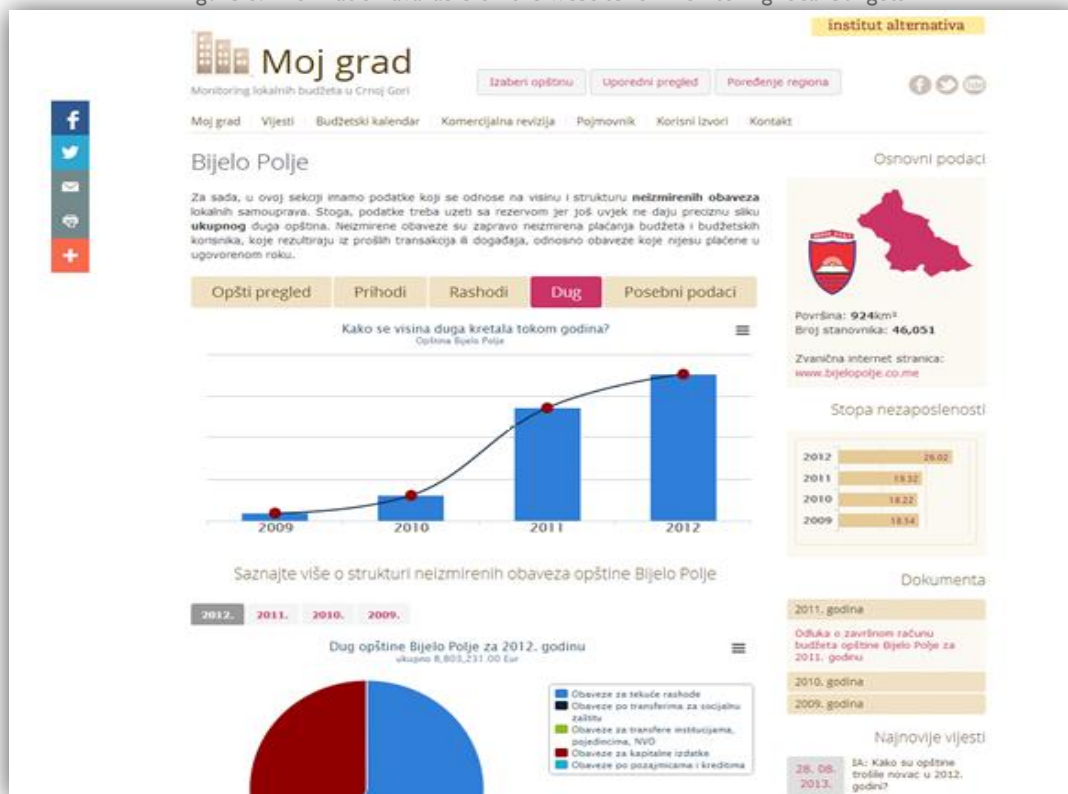 institut alternativa
Moj grad
Monitoring lokalnih budžeta u Crnoj Gori
Izaberi opštinu
Uporedni pregled
Poređenje regiona
Moj grad Vijesti Budžetski kalendar Komercijalna revizija Pojmovnik Korisni izvori Kontakt
Bijelo Polje
Za sada, u ovoj sekciji imamo podatke koji se odnose na visinu i strukturu neizmirenih obaveza
lokalnih samouprava. Stoga, podatke treba uzeti sa rezervom jer još uvjek ne daju preciznu sliku
ukupnog duga opština. Neizmirene obaveze su zapravo neizmirena plaćanja budžeta i budžetskih
korisnika, koje rezultiraju iz prošlih transakcija ili događaja, odnosno obaveze koje nijesu plaćene u
ugovorenom roku.
Opšti pregled Prihodi Rashodi Dug Posebni podaci
Kako se visina duga kretala tokom godina?
Opština Bijelo Polje
2009 2010 2011 2012
Saznajte više o strukturi neizmirenih obaveza opštine Bijelo Polje
2012. 2011. 2010. 2009.
Dug opštine Bijelo Polje za 2012. godinu
ukupno 8,803,231.00 Eur
Obaveze za tekuće rashode
Obaveze po transferima za socijalnu
zaštitu
Obaveze za transfere institucijama,
pojedincima, NVO
Obaveze za kapitalne izdatke
Obaveze po pozajmicama i kreditima
Osnovni podaci
Površina: 924km²
Broj stanovnika: 46,051
Zvanična internet stranica:
www.bijelopolje.co.me
Stopa nezaposlenosti
2012 26.02
2011 19.32
2010 18.22
2009 18.54
Dokumenta
2011. godina
Odluka o završnom računu
budžeta opštine Bijelo Polje za
2011. godinu
2010. godina
2009. godina
Najnovije vijesti
28. 08.
2013.
IA: Kako su opštine
trošile novac u 2012.
godini?